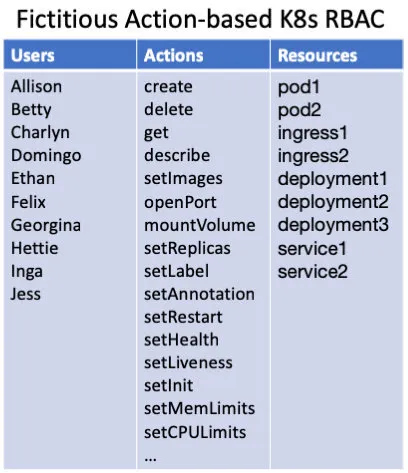 Fictitious Action-based K8s RBAC
Users Actions Resources
Allison create pod1
Betty delete pod2
Charlyn get ingress1
Domingo describe ingress2
Ethan setImages deployment1
Felix openPort deployment2
Georgina mountVolume deployment3
Hettie setReplicas service1
Inga setLabel service2
Jess setAnnotation
setRestart
setHealth
setLiveness
setInit
setMemLimits
setCPULimits
...